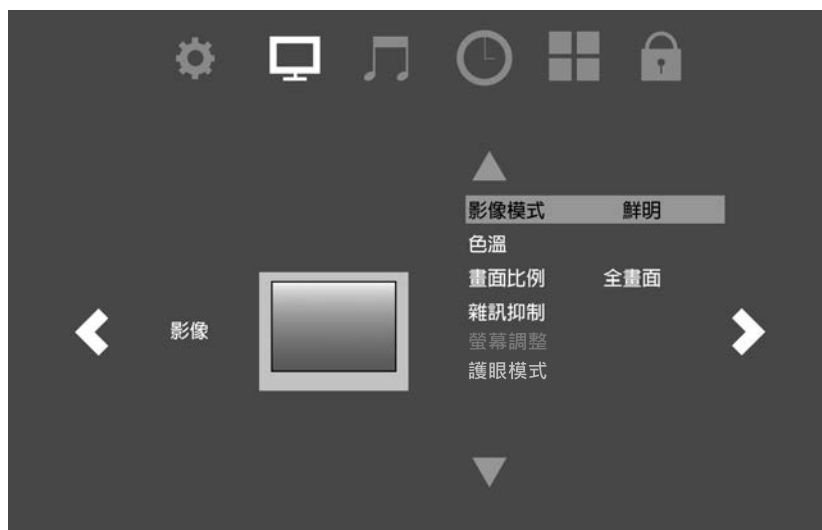 影像模式 鮮明
色溫
畫面比例 全畫面
雜訊抑制
影像
螢幕調整
護眼模式